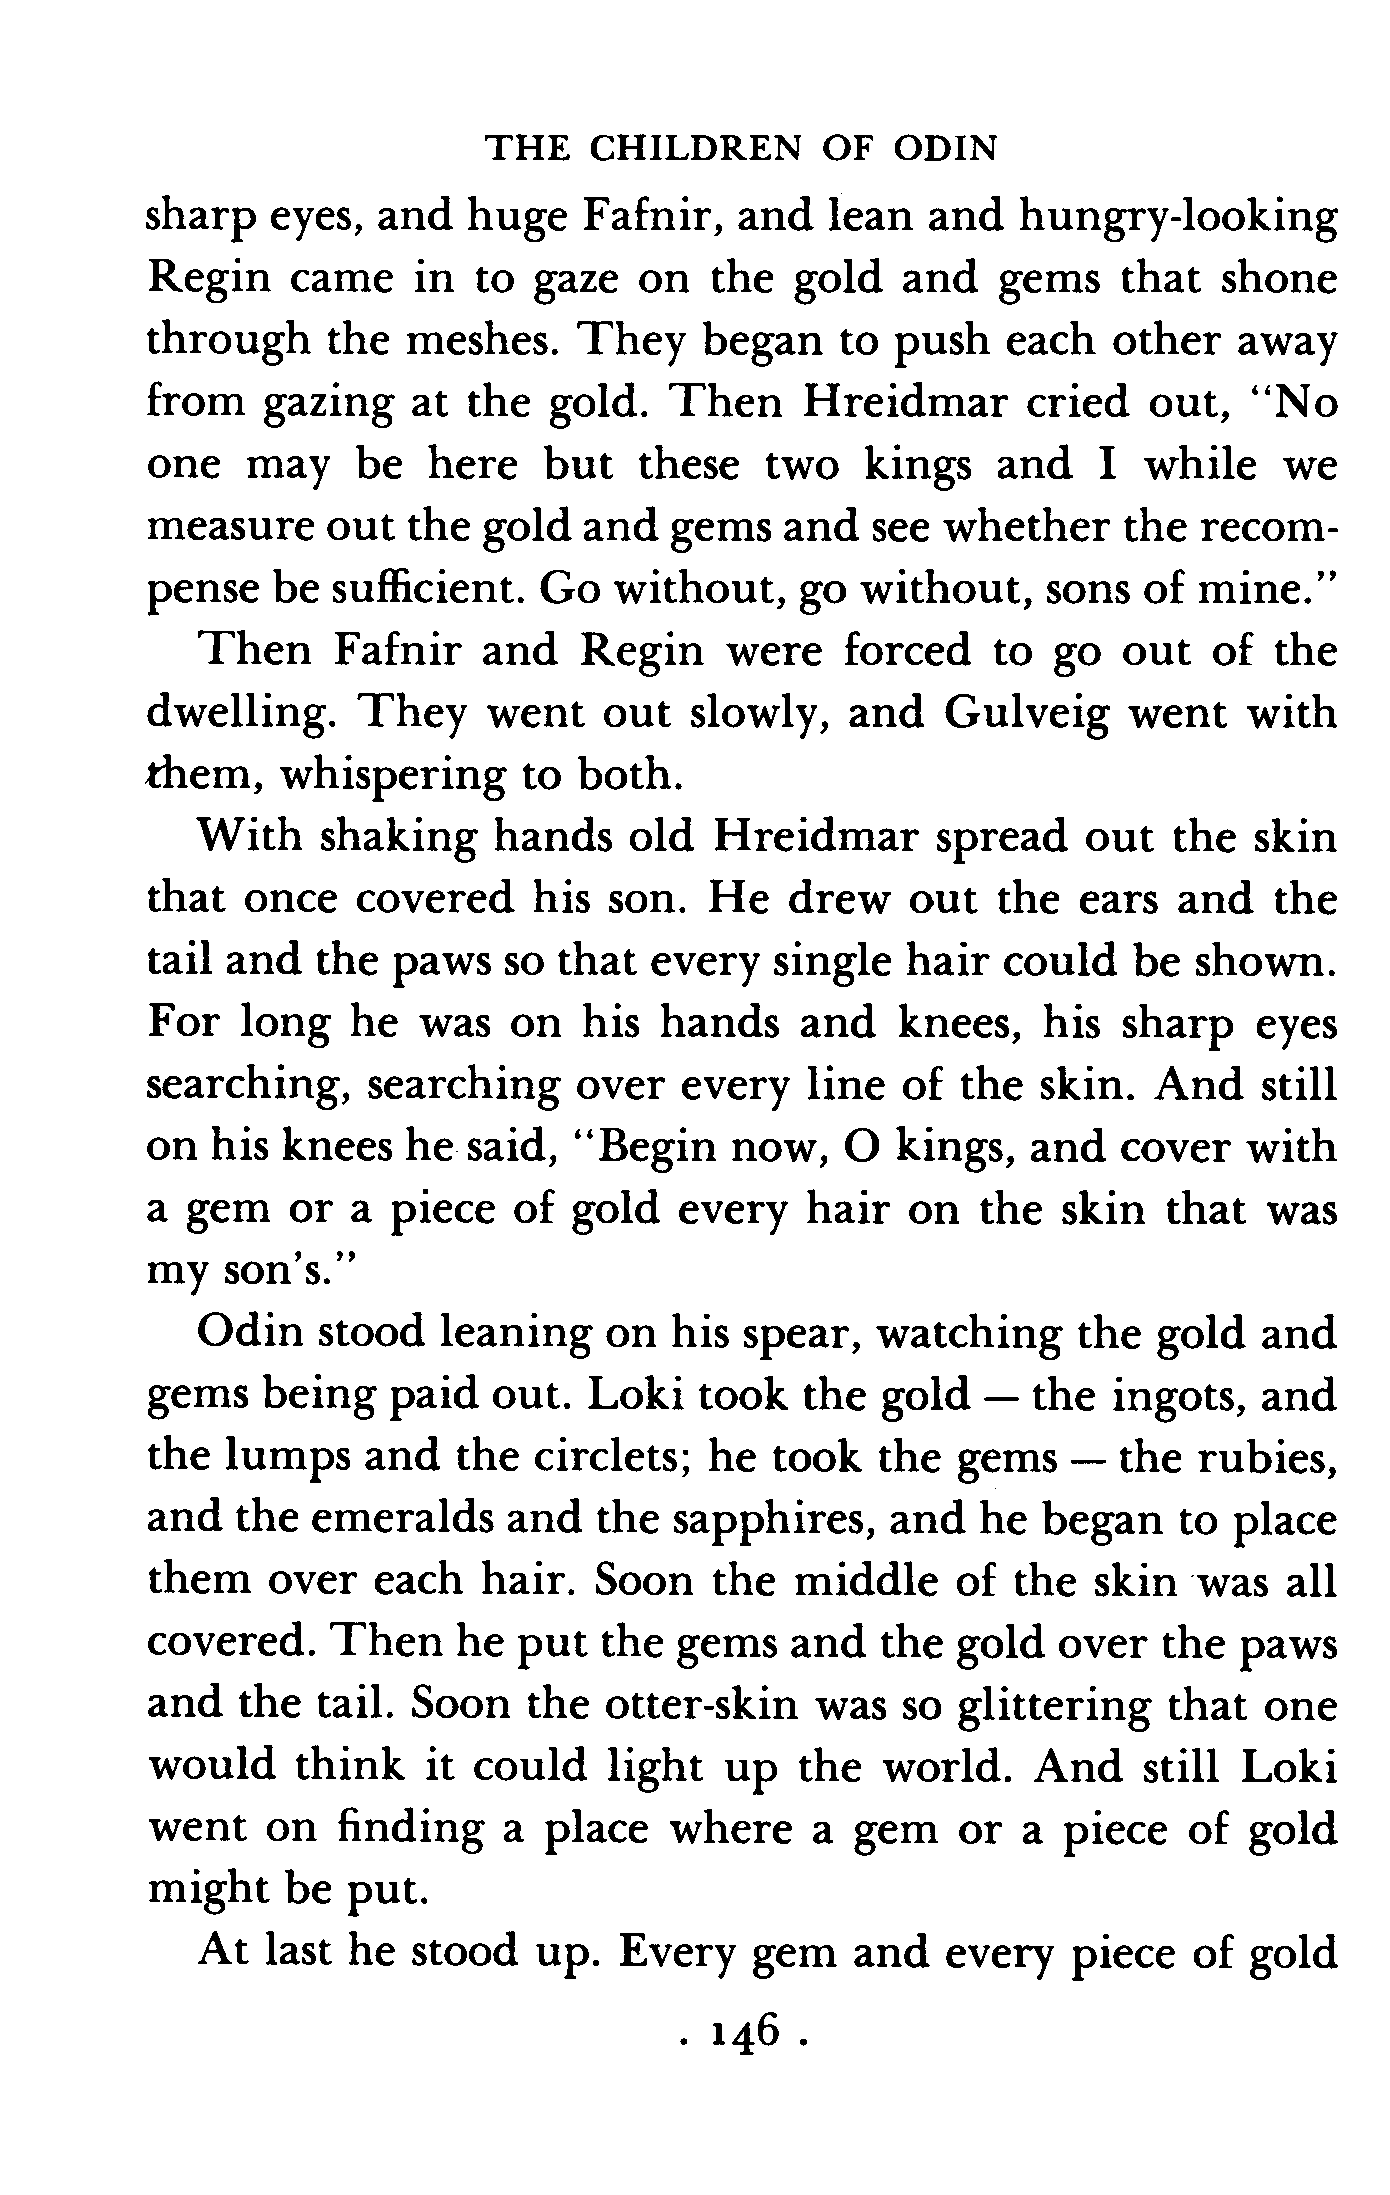 THE CHILDREN OF ODIN
sharp eyes, and huge Fafnir, and lean and hungry-looking
Regin came in to gaze on the gold and gems that shone
through the meshes. They began to push each other away
from gazing at the gold. Then Hreidmar cried out, "No
one may be here but these two kings and I while we
measure out the gold and gems and see whether the recom-
pense be sufficient. Go without, go without, sons of mine."
Then Fafnir and Regin were forced to go out of the
dwelling. They went out slowly, and Gulveig went with
them, whispering to both.
With shaking hands old Hreidmar spread out the skin
that once covered his son. He drew out the ears and the
tail and the paws so that every single hair could be shown.
For long he was on his hands and knees, his sharp eyes
searching, searching over every line of the skin. And still
on his knees he said, "Begin now, O kings, and cover with
a gem or a piece of gold every hair on the skin that was
my son's."
Odin stood leaning on his spear, watching the gold and
gems being paid out. Loki took the gold — the ingots, and
the lumps and the circlets; he took the gems — the rubies,
and the emeralds and the sapphires, and he began to place
them over each hair. Soon the middle of the skin was all
covered. Then he put the gems and the gold over the paws
and the tail. Soon the otter-skin was so glittering that one
would think it could light up the world. And still Loki
went on finding a place where a gem or a piece of gold
might be put.
At last he stood up. Every gem and every piece of gold
. 146 .